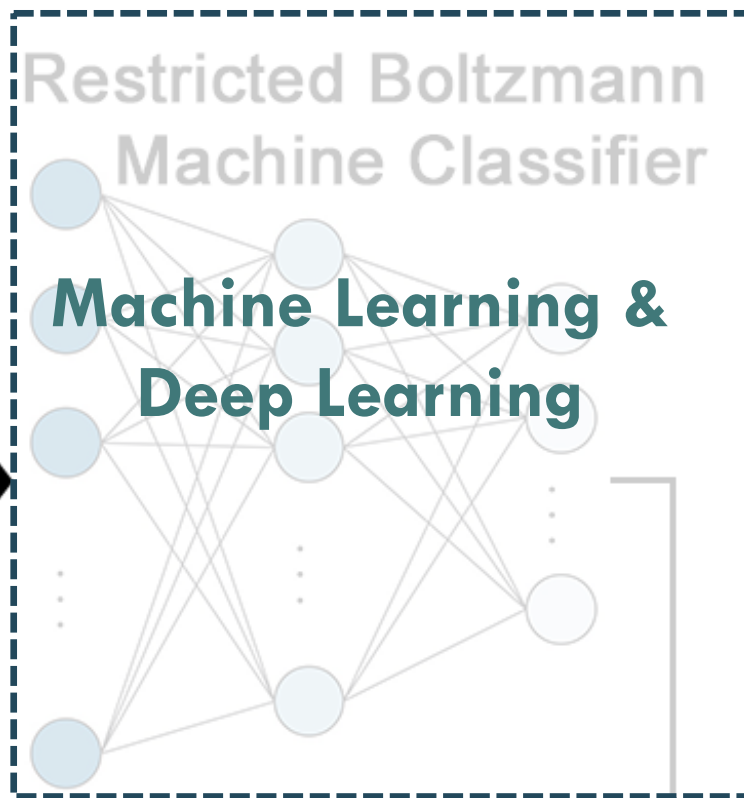 Restricted Boltzmann
Machine Classifier
Machine Learning &
Deep Learning